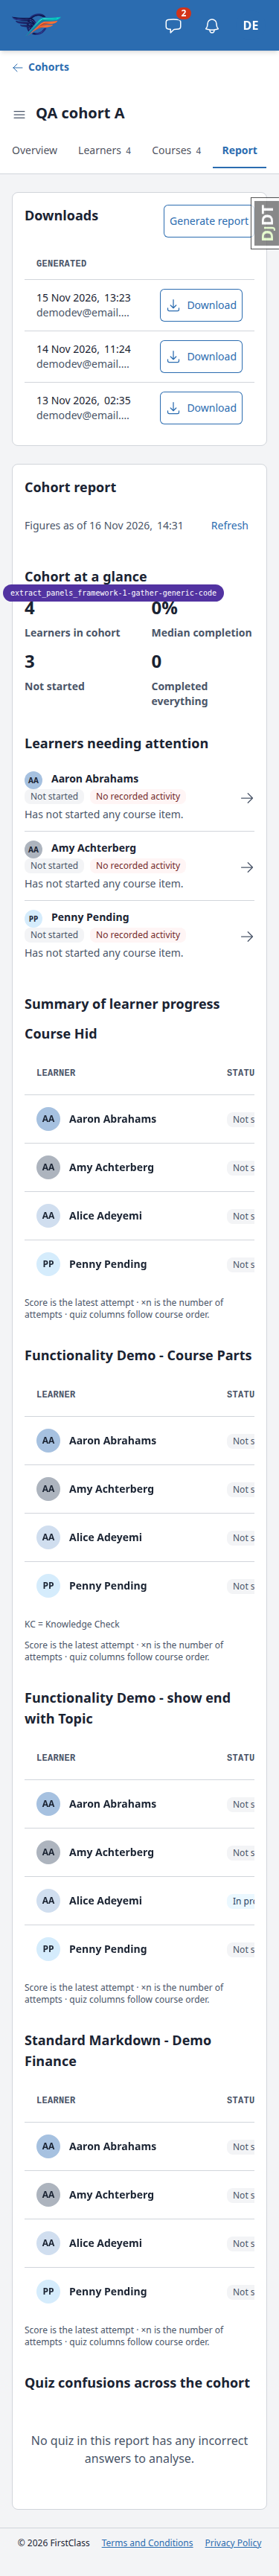 2
DE
← Cohorts
QA cohort A
Overview Learners 4 Courses 4 Report
Downloads
Generate report
DJDT
GENERATED
15 Nov 2026, 13:23
demodev@email....
Download
14 Nov 2026, 11:24
demodev@email....
Download
13 Nov 2026, 02:35
demodev@email....
Download
Cohort report
Figures as of 16 Nov 2026, 14:31 Refresh
Cohort at a glance
extract_panels_framework-1-gather-generic-code
4 0%
Learners in cohort Median completion
3 0
Not started Completed everything
Learners needing attention
AA Aaron Abrahams
Not started No recorded activity
Has not started any course item.
AA Amy Achterberg
Not started No recorded activity
Has not started any course item.
PP Penny Pending
Not started No recorded activity
Has not started any course item.
Summary of learner progress
Course Hid
LEARNER STATU
AA Aaron Abrahams Not s
AA Amy Achterberg Not s
AA Alice Adeyemi Not s
PP Penny Pending Not s
Score is the latest attempt · ×n is the number of
attempts · quiz columns follow course order.
Functionality Demo - Course Parts
LEARNER STATU
AA Aaron Abrahams Not s
AA Amy Achterberg Not s
AA Alice Adeyemi Not s
PP Penny Pending Not s
KC = Knowledge Check
Score is the latest attempt · ×n is the number of
attempts · quiz columns follow course order.
Functionality Demo - show end
with Topic
LEARNER STATU
AA Aaron Abrahams Not s
AA Amy Achterberg Not s
AA Alice Adeyemi In pr
PP Penny Pending Not s
Score is the latest attempt · ×n is the number of
attempts · quiz columns follow course order.
Standard Markdown - Demo
Finance
LEARNER STATU
AA Aaron Abrahams Not s
AA Amy Achterberg Not s
AA Alice Adeyemi Not s
PP Penny Pending Not s
Score is the latest attempt · ×n is the number of
attempts · quiz columns follow course order.
Quiz confusions across the cohort
No quiz in this report has any incorrect
answers to analyse.
© 2026 FirstClass Terms and Conditions Privacy Policy